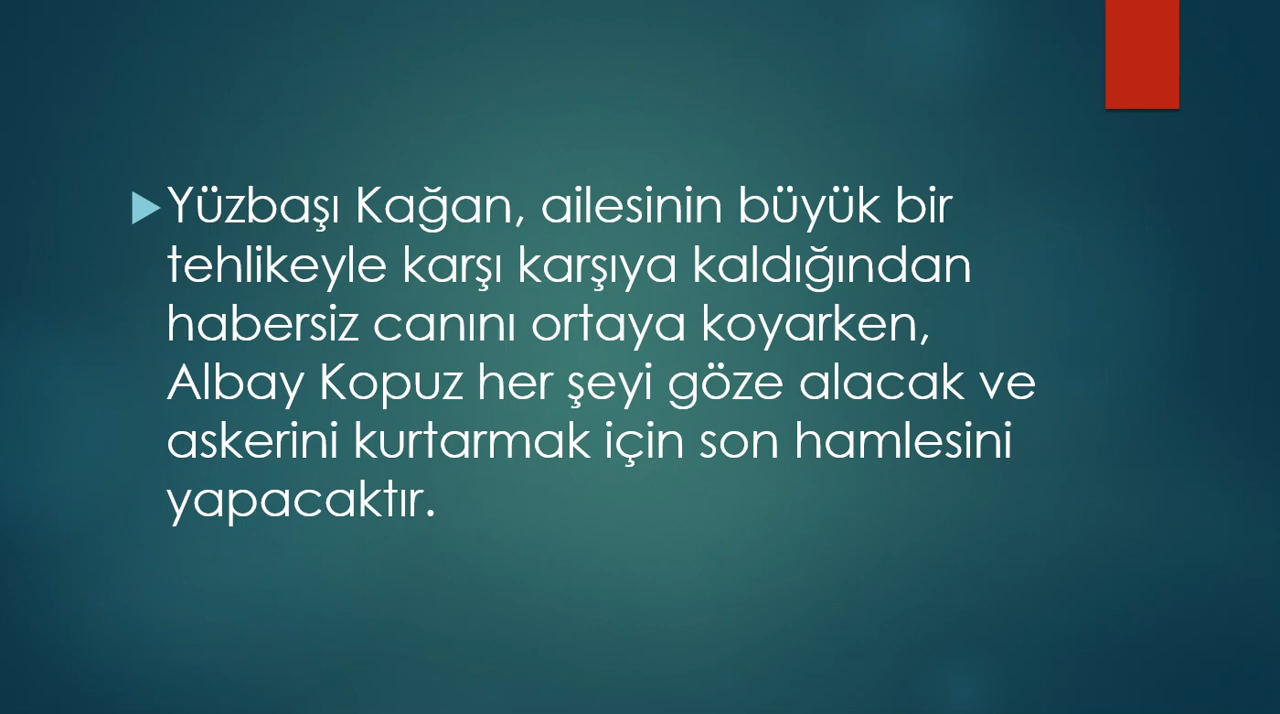 Yüzbaşı Kağan, ailesinin büyük bir
tehlikeyle karşı karşıya kaldığından
habersiz canını ortaya koyarken,
Albay Kopuz her şeyi göze alacak ve
askerini kurtarmak için son hamlesini
yapacaktır.